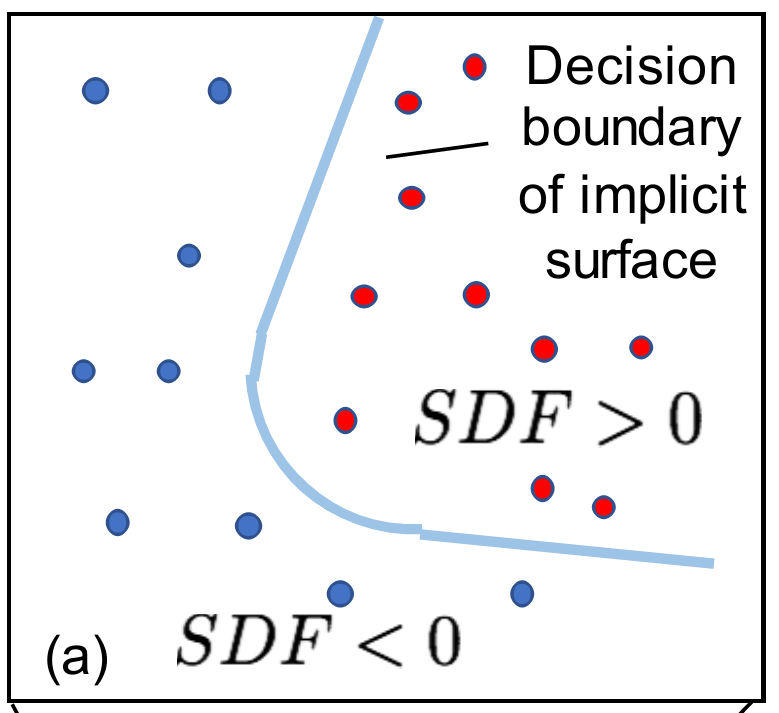 Decision
boundary
of implicit
surface
SDF > 0
(a) SDF < 0